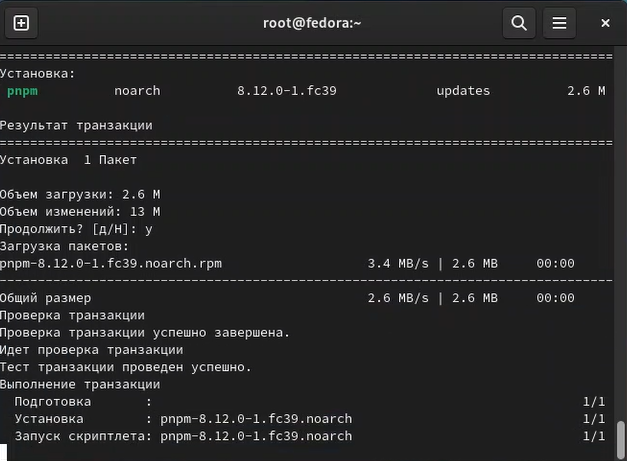 root@fedora:~
================================================================================
Установка:
pnpm noarch 8.12.0-1.fc39 updates 2.6 M
Результат транзакции
================================================================================
Установка 1 Пакет
Объем загрузки: 2.6 M
Объем изменений: 13 M
Продолжить? [д/Н]: y
Загрузка пакетов:
pnpm-8.12.0-1.fc39.noarch.rpm 3.4 MB/s | 2.6 MB 00:00
--------------------------------------------------------------------------------
Общий размер 2.6 MB/s | 2.6 MB 00:00
Проверка транзакции
Проверка транзакции успешно завершена.
Идет проверка транзакции
Тест транзакции проведен успешно.
Выполнение транзакции
Подготовка : 1/1
Установка : pnpm-8.12.0-1.fc39.noarch 1/1
Запуск скриптлета: pnpm-8.12.0-1.fc39.noarch 1/1